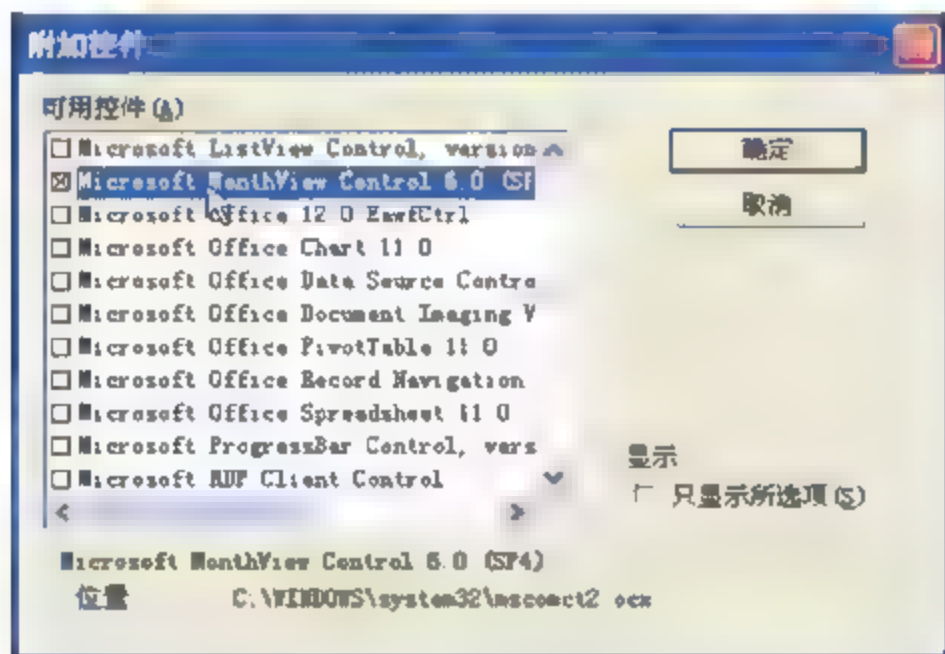 附加控件
可用控件(A)
Microsoft ListView Control, version
Microsoft MonthView Control 6.0 (SP
Microsoft Office 12.0
Microsoft Office Chart 11.0
Microsoft Office Data Source Contro
Microsoft Office Document Imaging V
Microsoft Office PivotTable 11.0
Microsoft Office Record Navigation
Microsoft Office Spreadsheet 11.0
Microsoft ProgressBar Control, vers
Microsoft RDP Client Control
确定
取消
显示
只显示所选项(S)
Microsoft MonthView Control 6.0 (SP4)
位置 C:\WINDOWS\system32\mscomct2.ocx